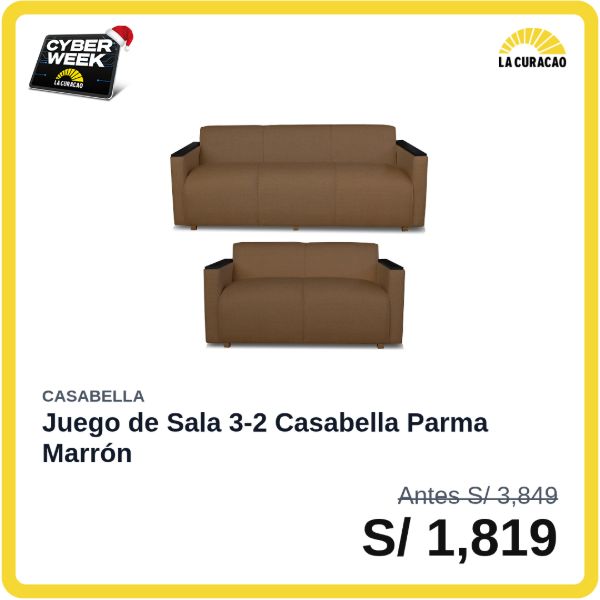 CYBER
WEEK
LA CURACAO
LA CURACAO
CASABELLA
Juego de Sala 3-2 Casabella Parma
Marrón
Antes S/ 3,849
S/ 1,819